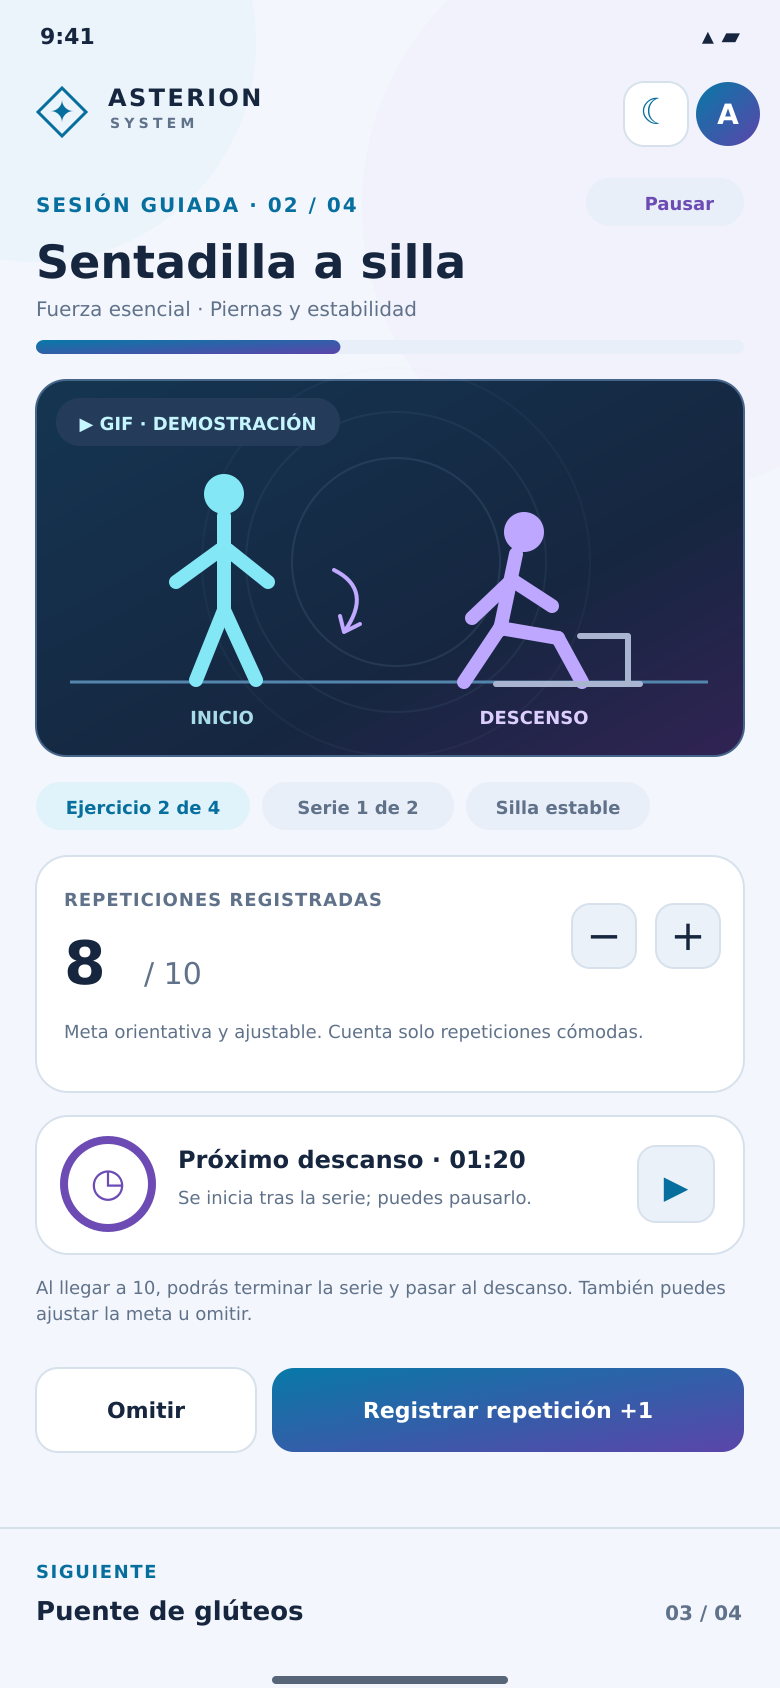 9:41
ASTERION
SYSTEM
A
SESIÓN GUIADA · 02 / 04
Pausar
Sentadilla a silla
Fuerza esencial · Piernas y estabilidad
▶ GIF · DEMOSTRACIÓN
INICIO
DESCENSO
Ejercicio 2 de 4
Serie 1 de 2
Silla estable
REPETICIONES REGISTRADAS
8 / 10
− +
Meta orientativa y ajustable. Cuenta solo repeticiones cómodas.
Próximo descanso · 01:20
Se inicia tras la serie; puedes pausarlo.
Al llegar a 10, podrás terminar la serie y pasar al descanso. También puedes
ajustar la meta u omitir.
Omitir
Registrar repetición +1
SIGUIENTE
Puente de glúteos
03 / 04